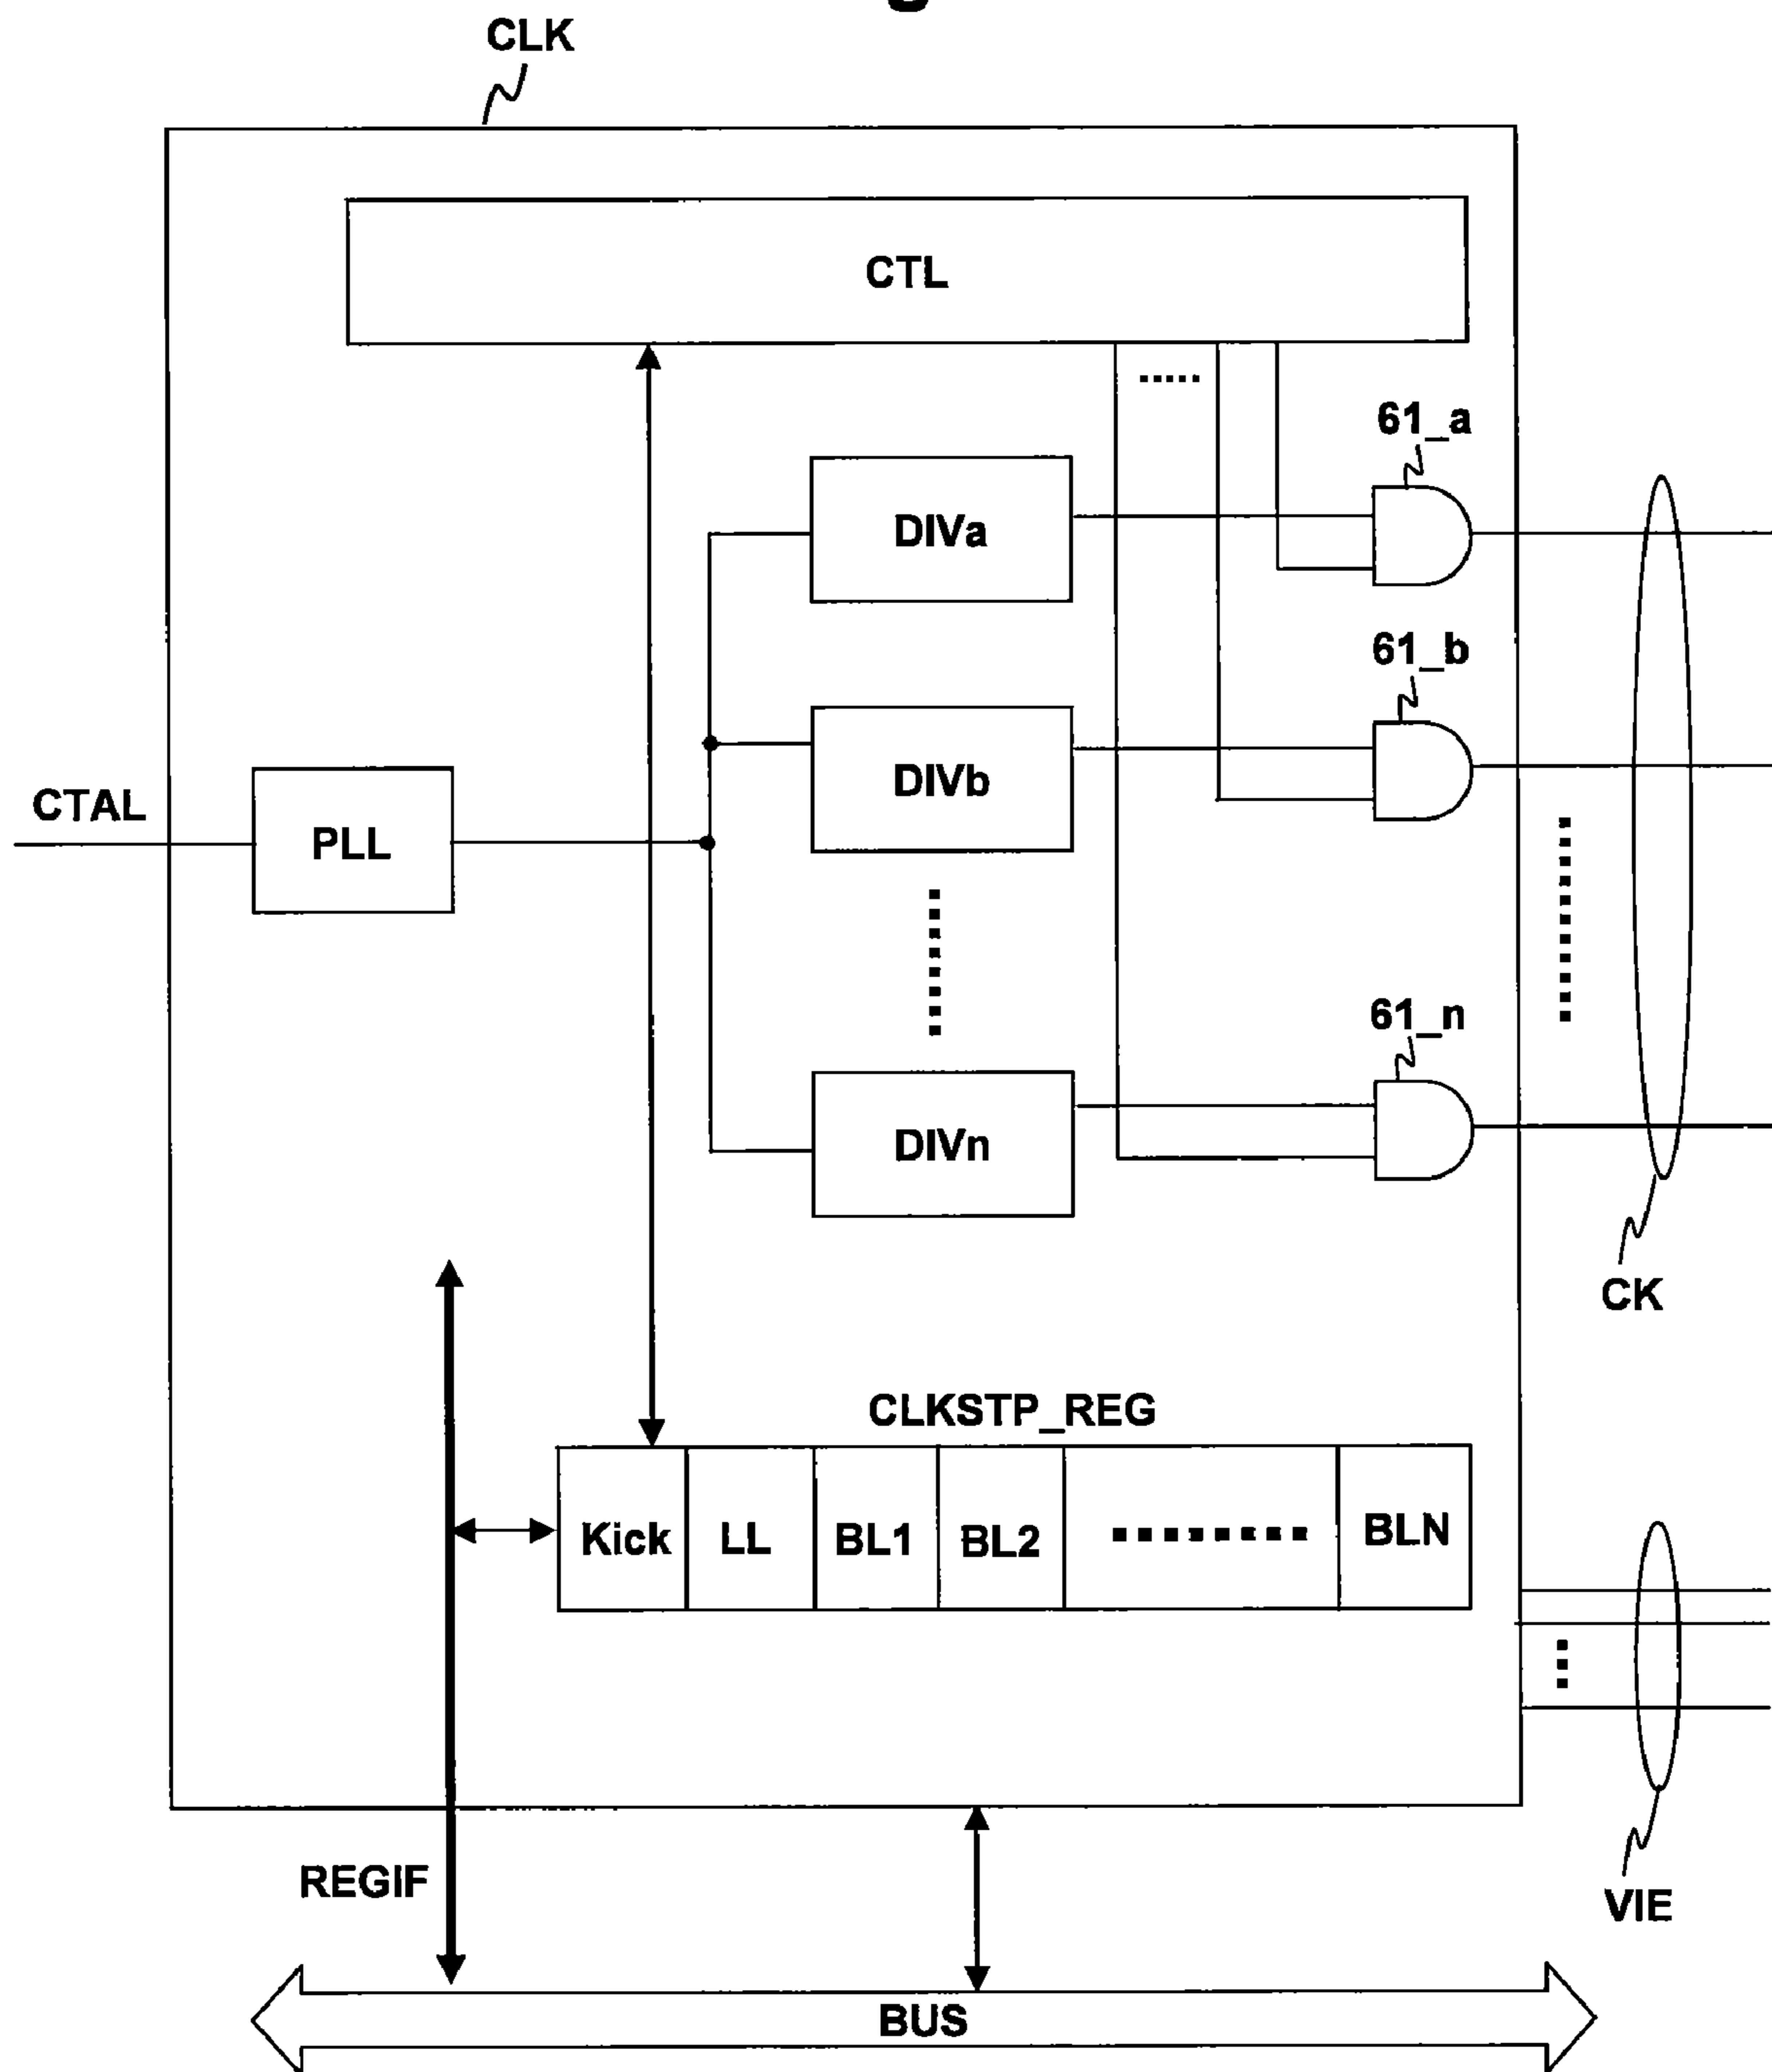 CLK
CTL
61_a
DIVa
61_b
DIVb
CTAL
PLL
61_n
DIVn
CK
CLKSTP_REG
Kick
LL
BL1
BL2
BLN
REGIF
VIE
BUS